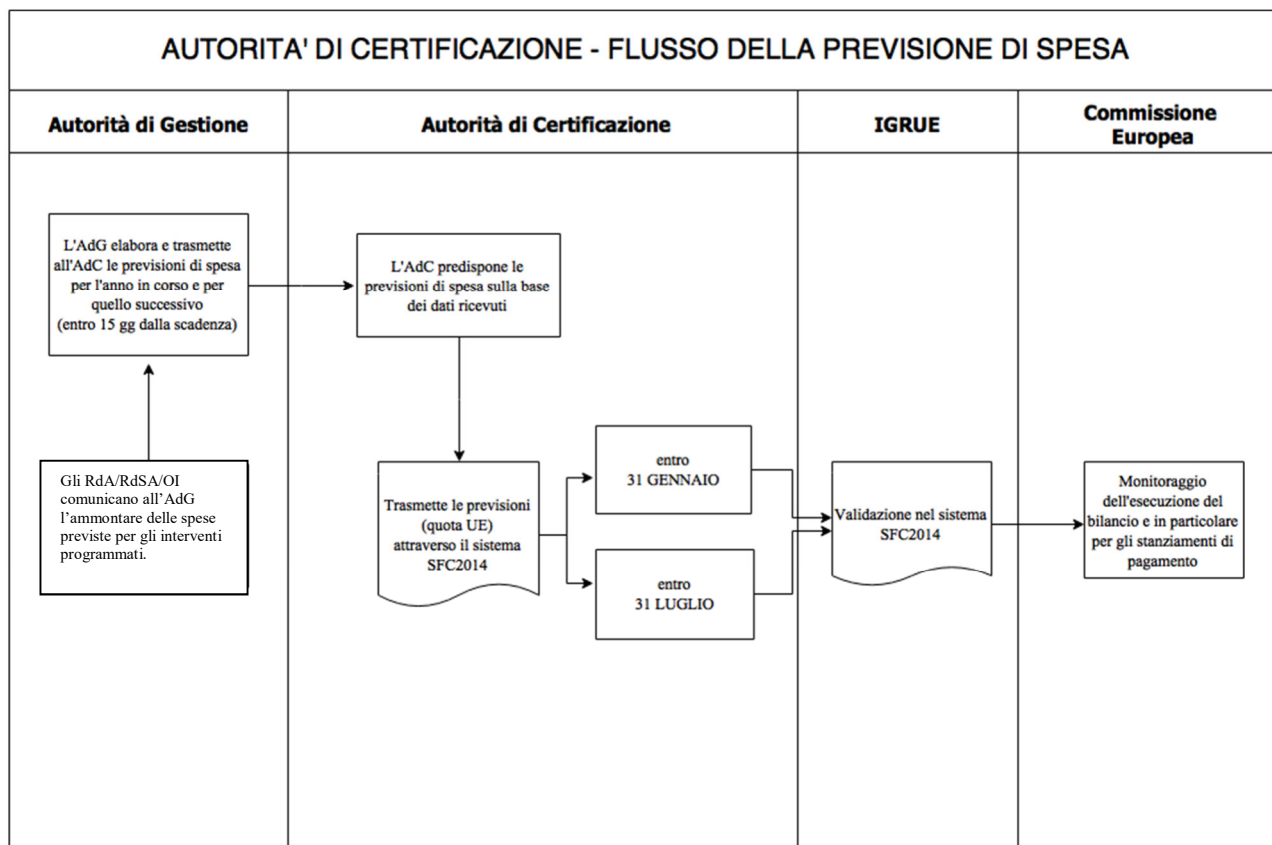 AUTORITA' DI CERTIFICAZIONE - FLUSSO DELLA PREVISIONE DI SPESA
Autorità di Gestione
Autorità di Certificazione
IGRUE
Commissione
Europea
L'AdG elabora e trasmette
all'AdC le previsioni di spesa
per l'anno in corso e per
quello successivo
(entro 15 gg dalla scadenza)
L'AdC predispone le
previsioni di spesa sulla base
dei dati ricevuti
Gli RdA/RdSA/OI
comunicano all'AdG
l'ammontare delle spese
previste per gli interventi
programmati.
Trasmette le previsioni
(quota UE)
attraverso il sistema
SFC2014
entro
31 GENNAIO
entro
31 LUGLIO
Validazione nel sistema
SFC2014
Monitoraggio
dell'esecuzione del
bilancio e in particolare
per gli stanziamenti di
pagamento